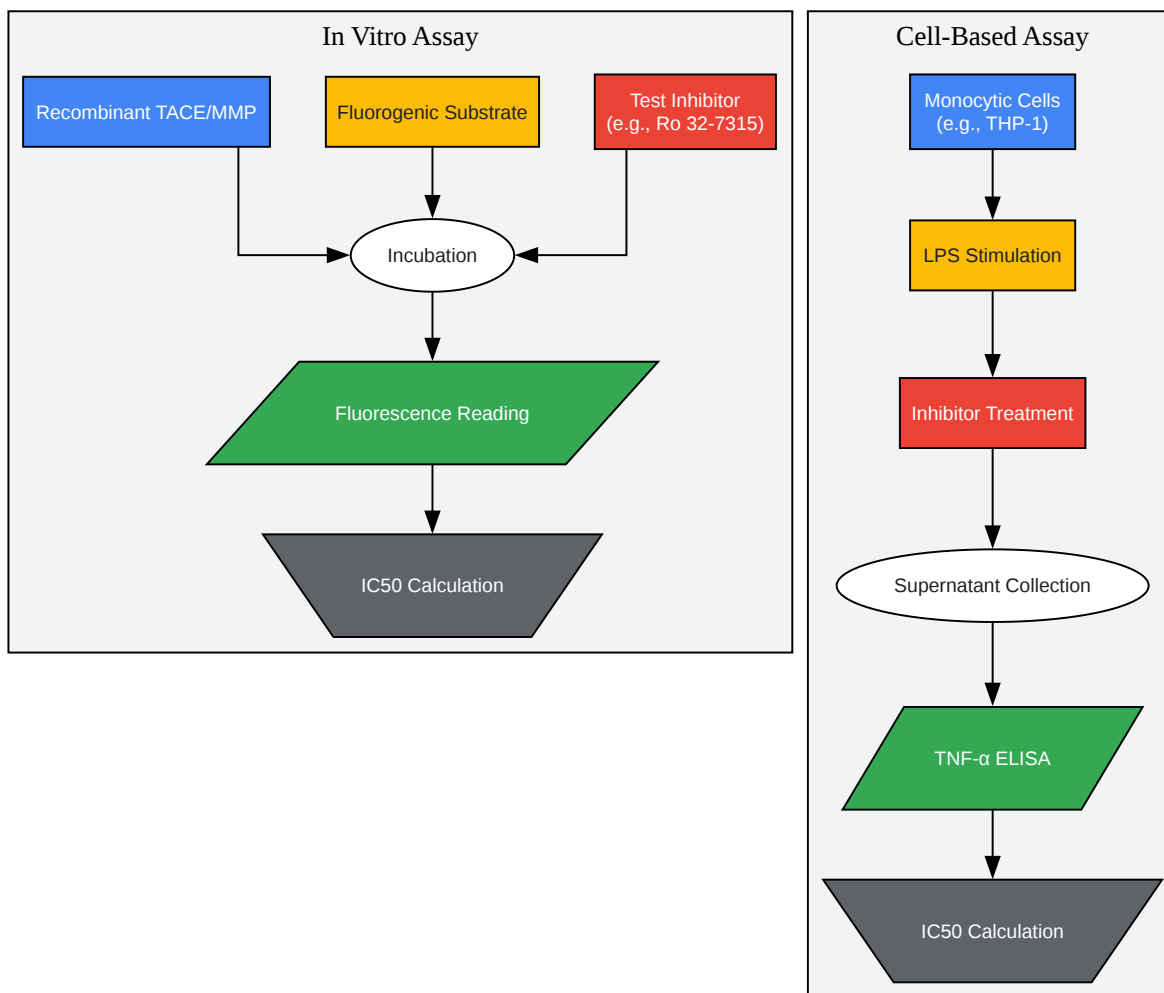 In Vitro Assay
Recombinant TACE/MMP
Fluorogenic Substrate
Test Inhibitor
(e.g., Ro 32-7315)
Incubation
Fluorescence Reading
IC50 Calculation
Cell-Based Assay
Monocytic Cells
(e.g., THP-1)
LPS Stimulation
Inhibitor Treatment
Supernatant Collection
TNF-α ELISA
IC50 Calculation